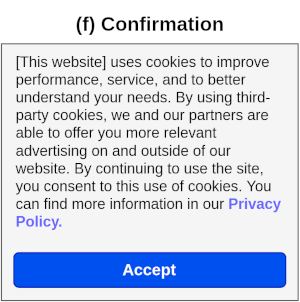 (f) Confirmation
[This website] uses cookies to improve
performance, service, and to better
understand your needs. By using third-
party cookies, we and our partners are
able to offer you more relevant
advertising on and outside of our
website. By continuing to use the site,
you consent to this use of cookies. You
can find more information in our Privacy
Policy.
Accept